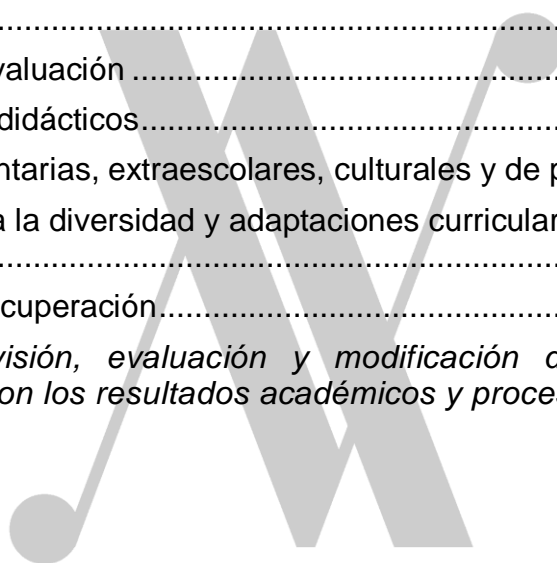 ..............................................................
valuación ....................................................
didácticos....................................................
ntarias, extraescolares, culturales y de p
a la diversidad y adaptaciones curricular
..............................................................
cuperación....................................................
visión, evaluación y modificación
on los resultados académicos y proce